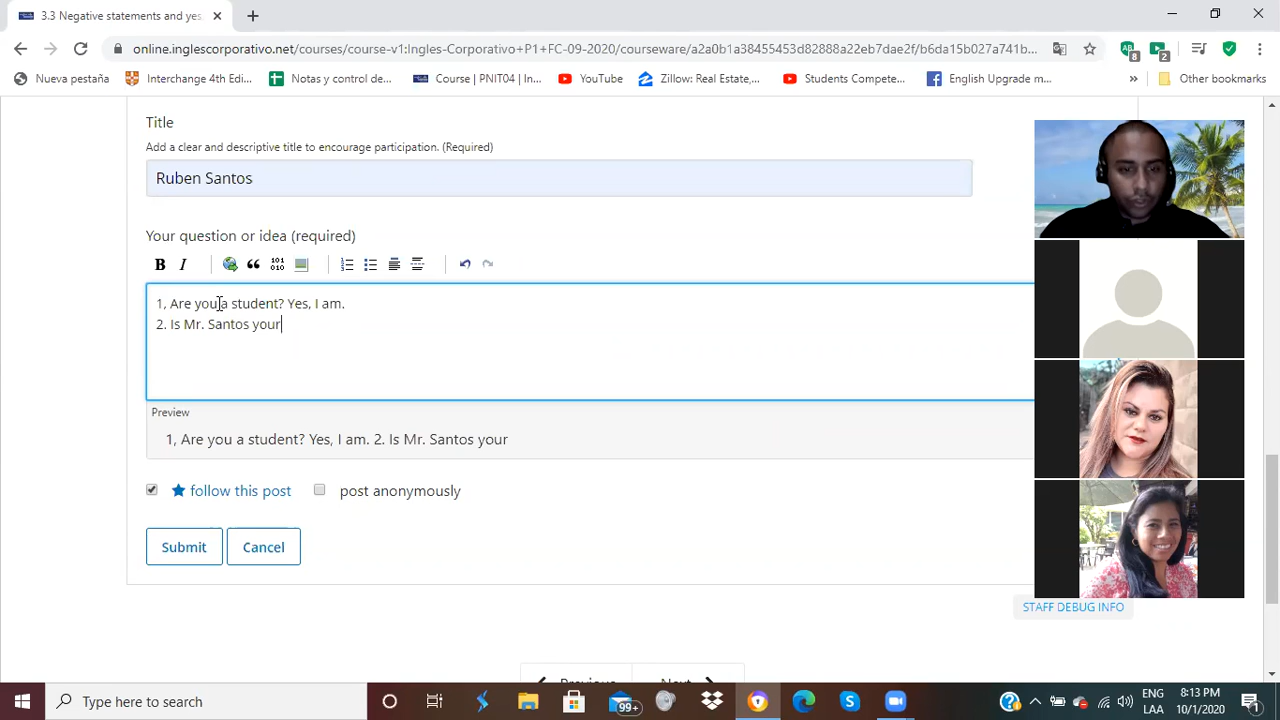 3.3 Negative statements and yes.
online.inglescorporativo.net/courses/course-v1:Ingles-Corporativo+P1+FC-09-2020/courseware/a2a0b1a38455453d82888a22eb7dae2f/b6da15b027a741b...
8
2
Nueva pestaña
Interchange 4th Edi...
Notas y control de...
Course | PNIT04 | In...
YouTube
Zillow: Real Estate,...
Students Compete...
English Upgrade m...
»
Other bookmarks
Title
Add a clear and descriptive title to encourage participation. (Required)
Ruben Santos
Your question or idea (required)
B I
1, Are you a student? Yes, I am.
2. Is Mr. Santos your
Preview
1, Are you a student? Yes, I am. 2. Is Mr. Santos your
follow this post
post anonymously
Submit
Cancel
STAFF DEBUG INFO
Previous
Next
Type here to search
99+
ENG
LAA
8:13 PM
10/1/2020
1